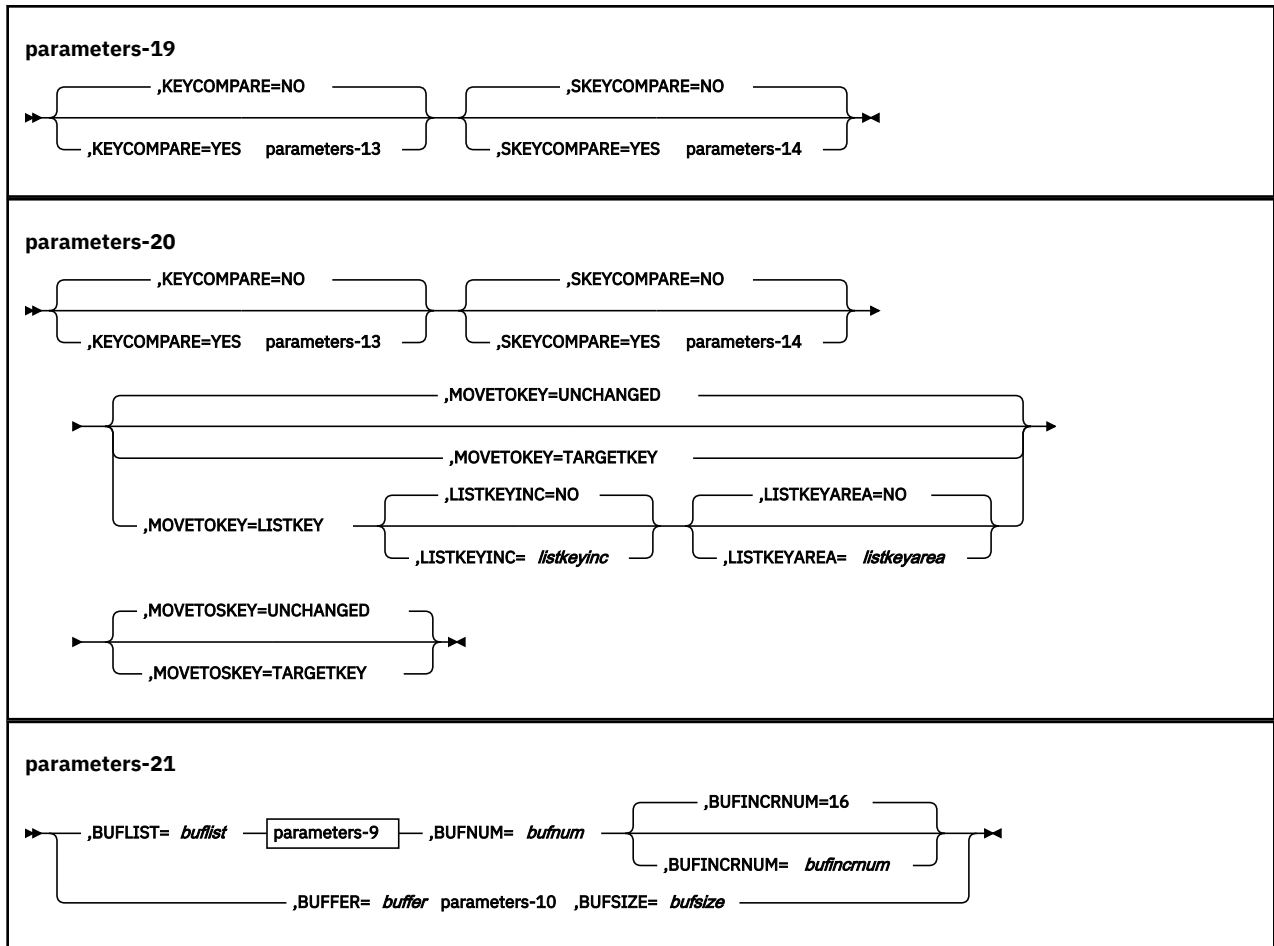 parameters-19
,KEYCOMPARE=NO ,SKEYCOMPARE=NO
,KEYCOMPARE=YES parameters-13 ,SKEYCOMPARE=YES parameters-14
parameters-20
,KEYCOMPARE=NO ,SKEYCOMPARE=NO
,KEYCOMPARE=YES parameters-13 ,SKEYCOMPARE=YES parameters-14
,MOVETOKEY=UNCHANGED
,MOVETOKEY=TARGETKEY
,LISTKEYINC=NO ,LISTKEYAREA=NO
,MOVETOKEY=LISTKEY
,LISTKEYINC= listkeyinc ,LISTKEYAREA= listkeyarea
,MOVETOSKEY=UNCHANGED
,MOVETOSKEY=TARGETKEY
parameters-21
,BUFINCRNUM=16
,BUFLIST= buflist parameters-9 ,BUFNUM= bufnum
,BUFINCRNUM= bufincrnum
,BUFFER= buffer parameters-10 ,BUFSIZE= bufsize